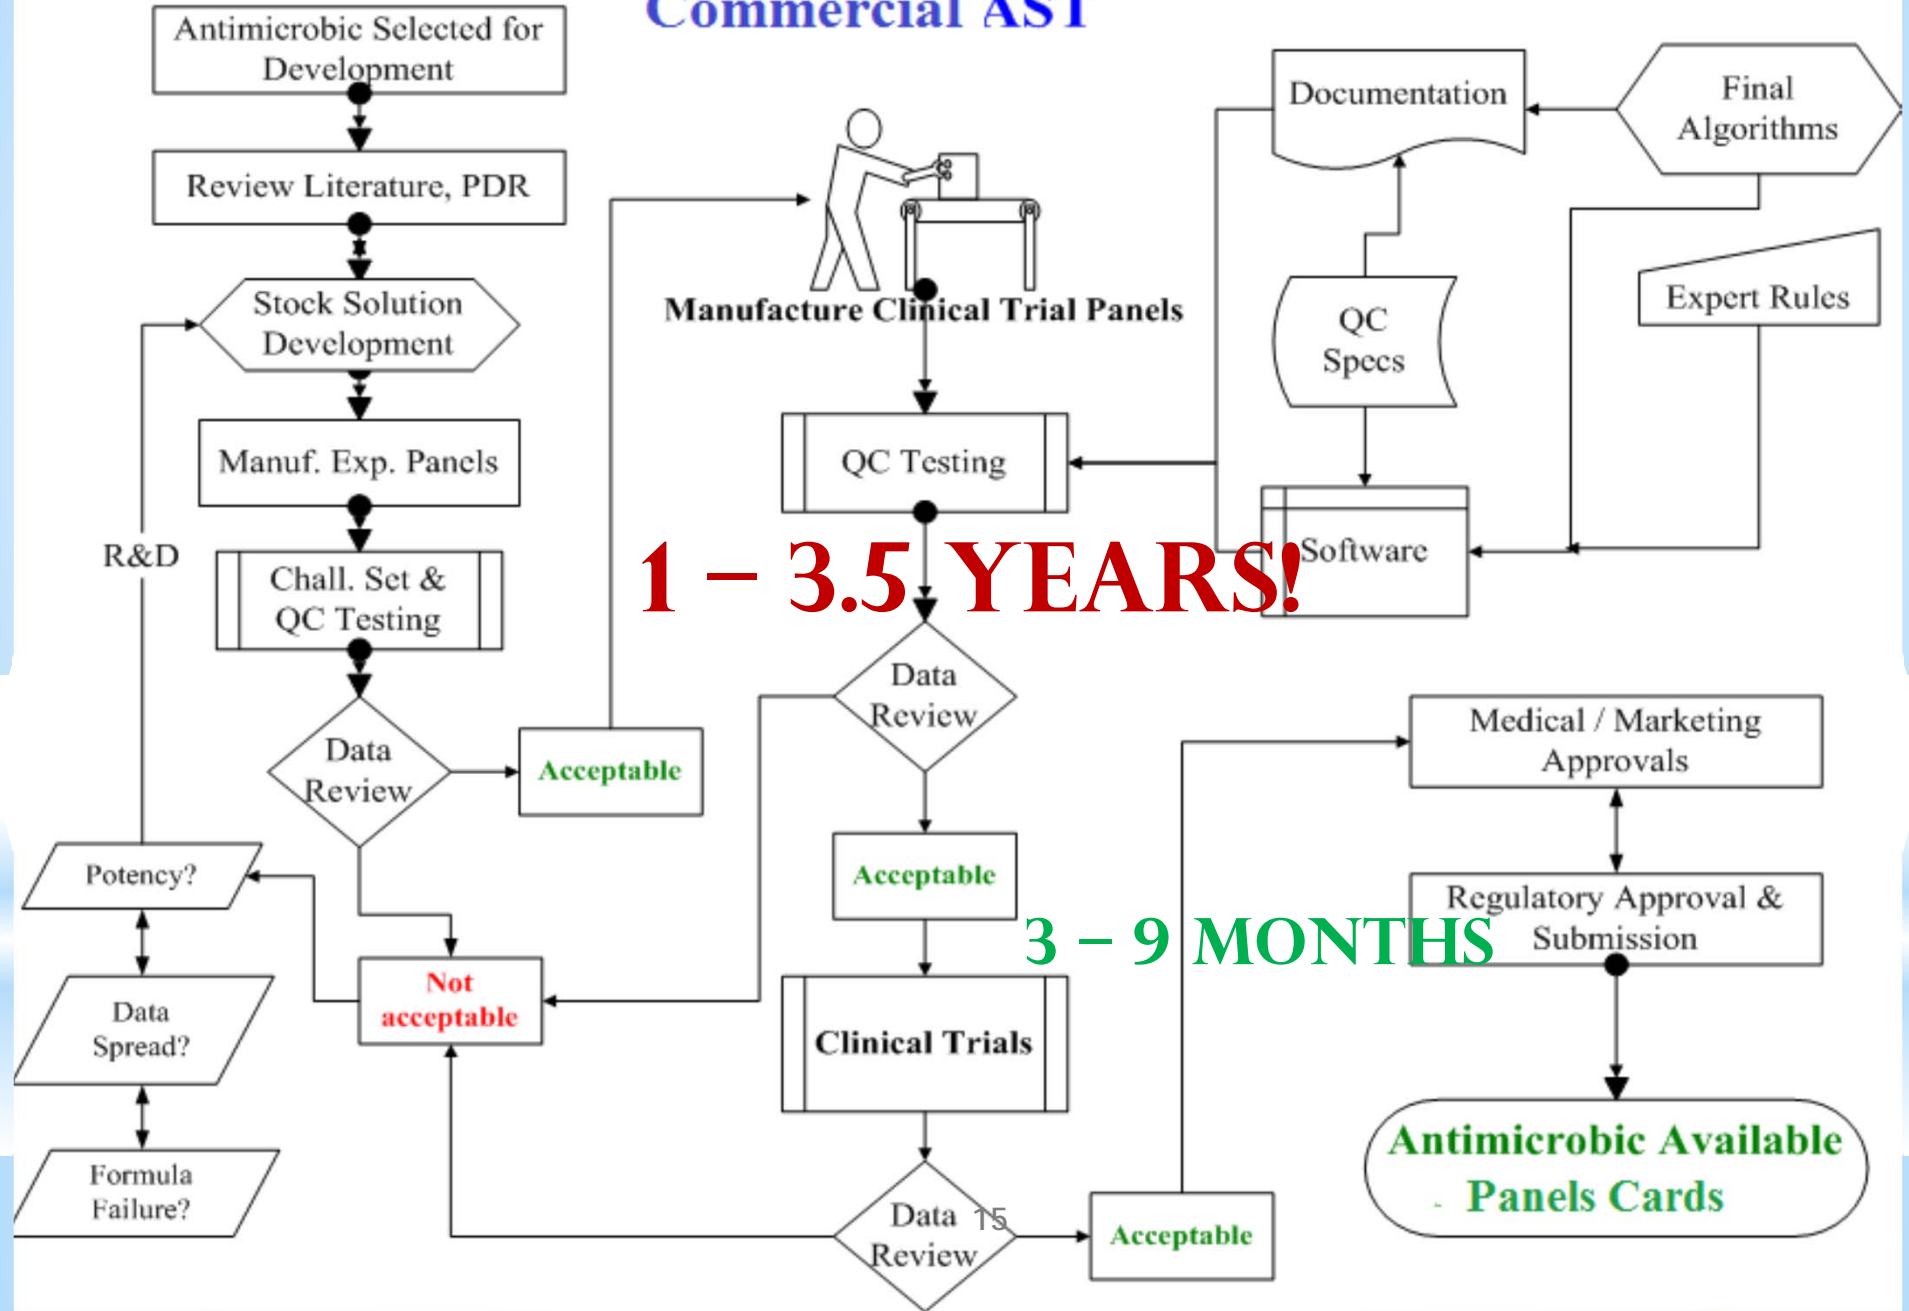 Commercial AST
Antimicrobic Selected for
Development
Review Literature, PDR
Stock Solution
Development
Manuf. Exp. Panels
R&D
Chall. Set &
QC Testing
Data
Review
Acceptable
Potency?
Data
Spread?
Formula
Failure?
Not
acceptable
Manufacture Clinical Trial Panels
QC Testing
1 – 3.5 YEARS!
Data
Review
Acceptable
3 – 9 MONTHS
Clinical Trials
Data
Review
15
Acceptable
Documentation
Final
Algorithms
QC
Specs
Expert Rules
Software
Medical / Marketing
Approvals
Regulatory Approval &
Submission
Antimicrobic Available
- Panels Cards